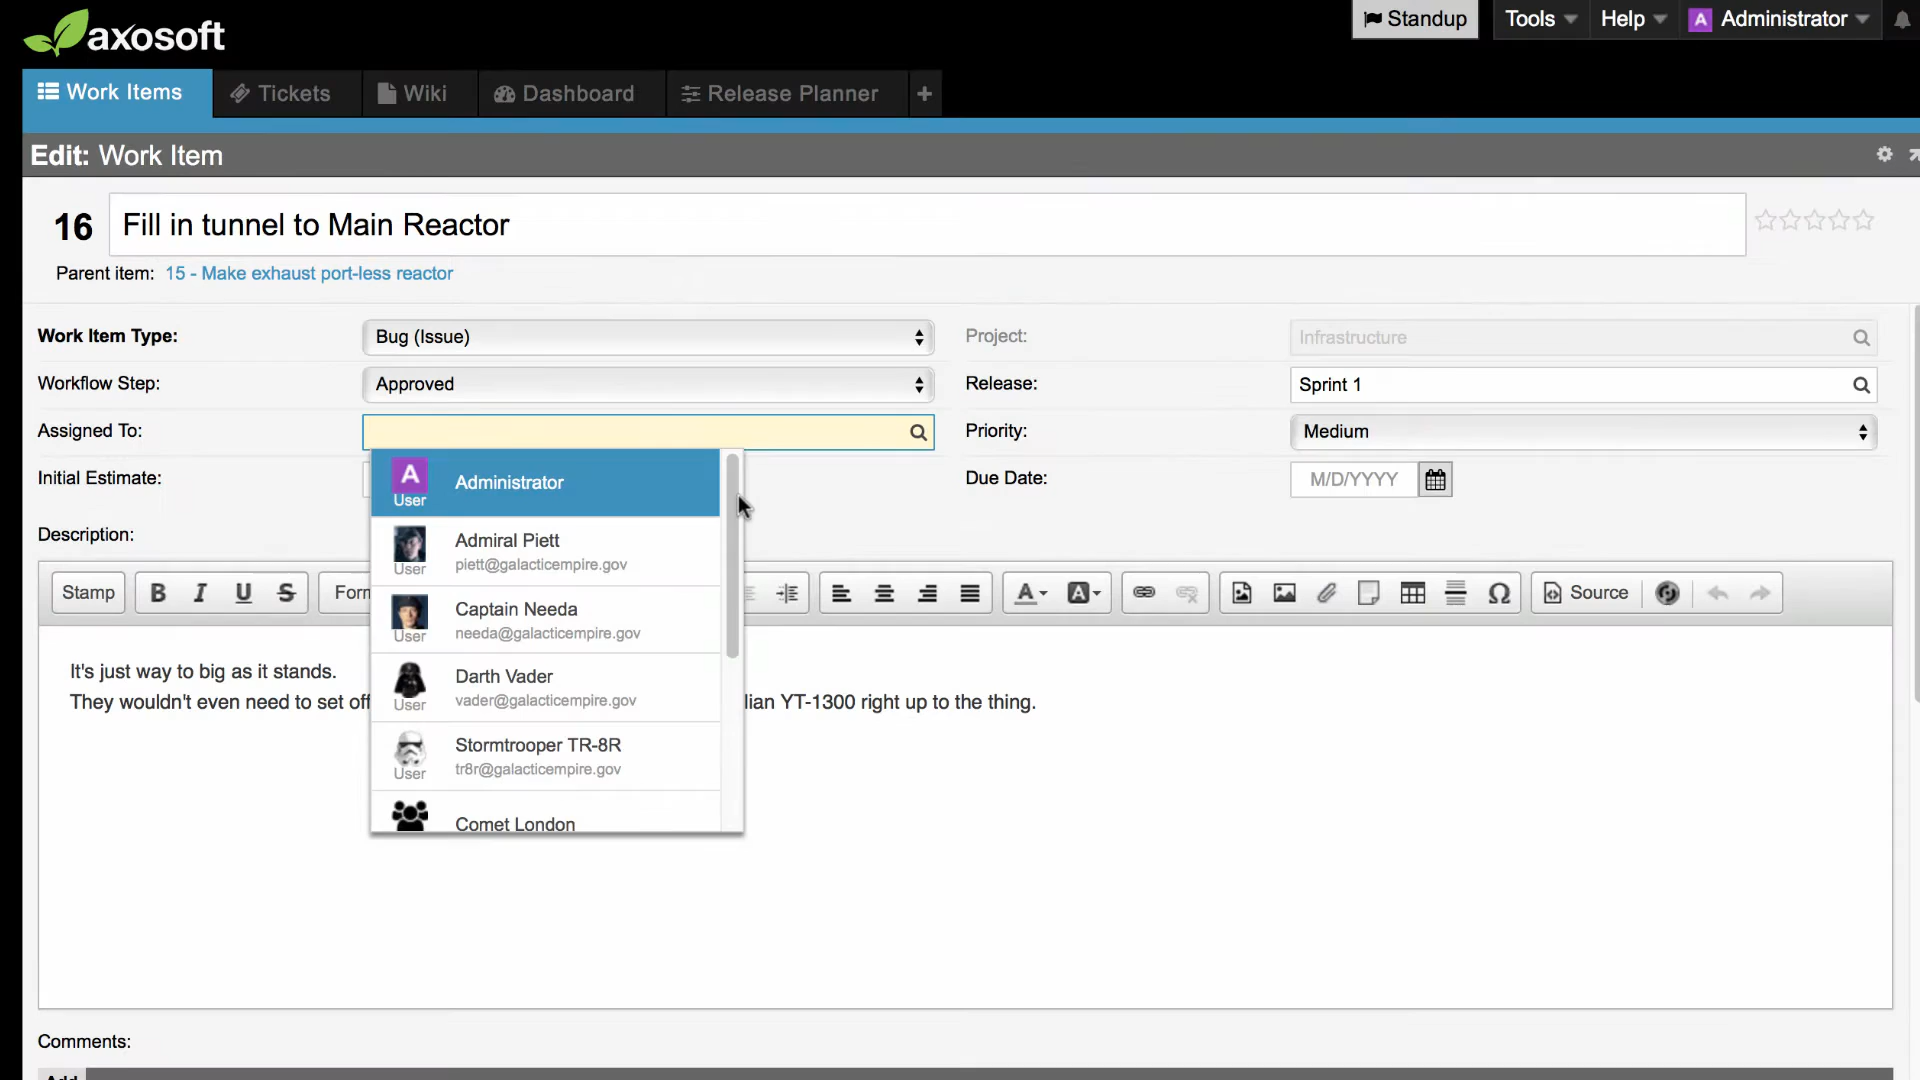 axosoft
Standup
Tools
Help
A Administrator
Work Items
Tickets
Wiki
Dashboard
Release Planner
+
Edit: Work Item
16
Fill in tunnel to Main Reactor
Parent item: 15 - Make exhaust port-less reactor
Work Item Type: Bug (Issue)
Project: Infrastructure
Workflow Step: Approved
Release: Sprint 1
Assigned To:
Priority: Medium
Initial Estimate:
Due Date: M/D/YYYY
A
User
Administrator
Admiral Piett
piett@galacticempire.gov
User
Captain Needa
needa@galacticempire.gov
User
Darth Vader
vader@galacticempire.gov
User
Stormtrooper TR-8R
tr8r@galacticempire.gov
User
Comet London
Description:
Stamp B I U S Form A A Ω Source
It's just way to big as it stands.
They wouldn't even need to set off
lian YT-1300 right up to the thing.
Comments:
Add